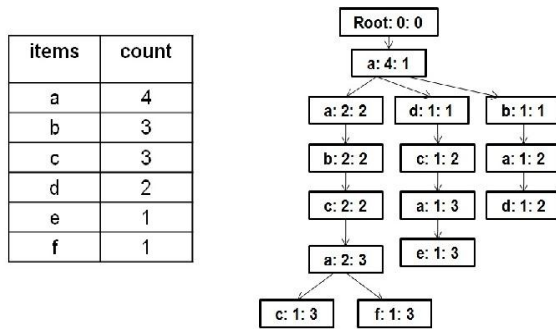 items count
a 4
b 3
c 3
d 2
e 1
f 1
Root: 0: 0
a: 4: 1
a: 2: 2 d: 1: 1 b: 1: 1
b: 2: 2 c: 1: 2 a: 1: 2
c: 2: 2 a: 1: 3 d: 1: 2
a: 2: 3 e: 1: 3
c: 1: 3 f: 1: 3